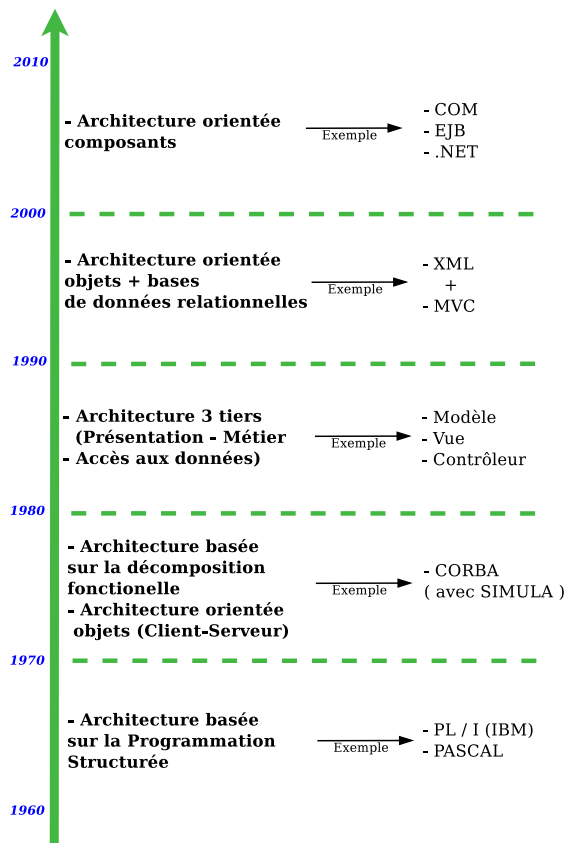 2010
- Architecture orientée
composants
Exemple
- COM
- EJB
- .NET
2000
- Architecture orientée
objets + bases
de données relationnelles
Exemple
- XML
+
- MVC
1990
- Architecture 3 tiers
(Présentation - Métier
- Accès aux données)
Exemple
- Modèle
- Vue
- Contrôleur
1980
- Architecture basée
sur la décomposition
fonctionelle
- Architecture orientée
objets (Client-Serveur)
Exemple
- CORBA
( avec SIMULA )
1970
- Architecture basée
sur la Programmation
Structurée
Exemple
- PL / I (IBM)
- PASCAL
1960